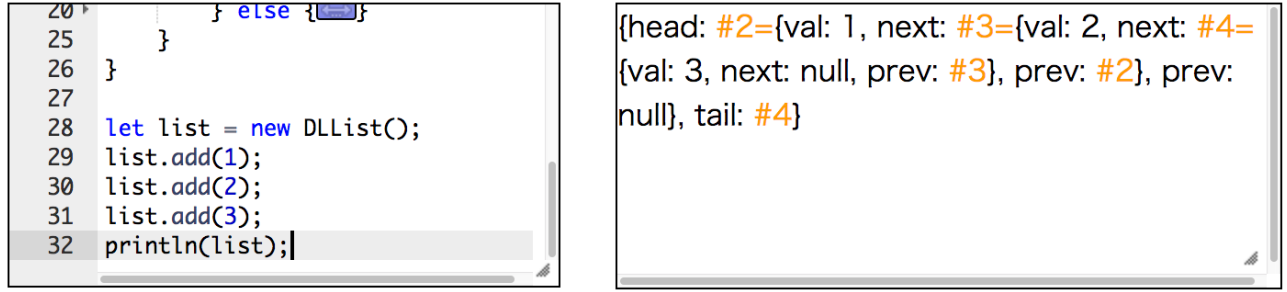 20 } else {↔}
25 }
26 }
27
28 let list = new DLList();
29 list.add(1);
30 list.add(2);
31 list.add(3);
32 println(list);
{head: #2={val: 1, next: #3={val: 2, next: #4=
{val: 3, next: null, prev: #3}, prev: #2}, prev:
null}, tail: #4}